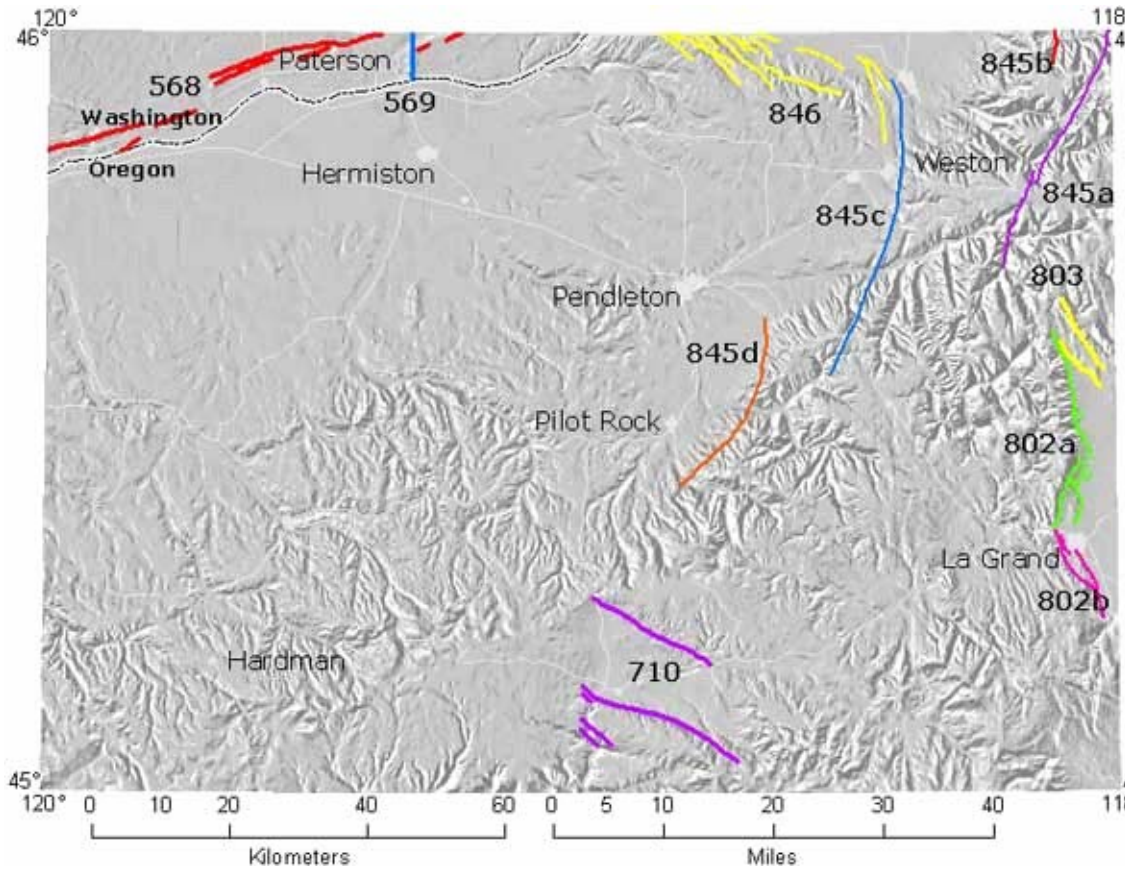 120°
118
46°
4
Paterson
845b
568
569
846
Washington
Oregon
Hermiston
Weston
845a
845c
803
Pendleton
845d
Pilot Rock
802a
La Grand
802b
Hardman
710
45°
120°
0 10 20 40 60
0 5 10 20 30 40
118
Kilometers
Miles